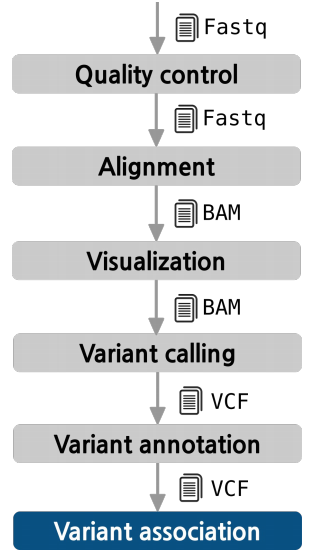 Fastq
Quality control
Fastq
Alignment
BAM
Visualization
BAM
Variant calling
VCF
Variant annotation
VCF
Variant association